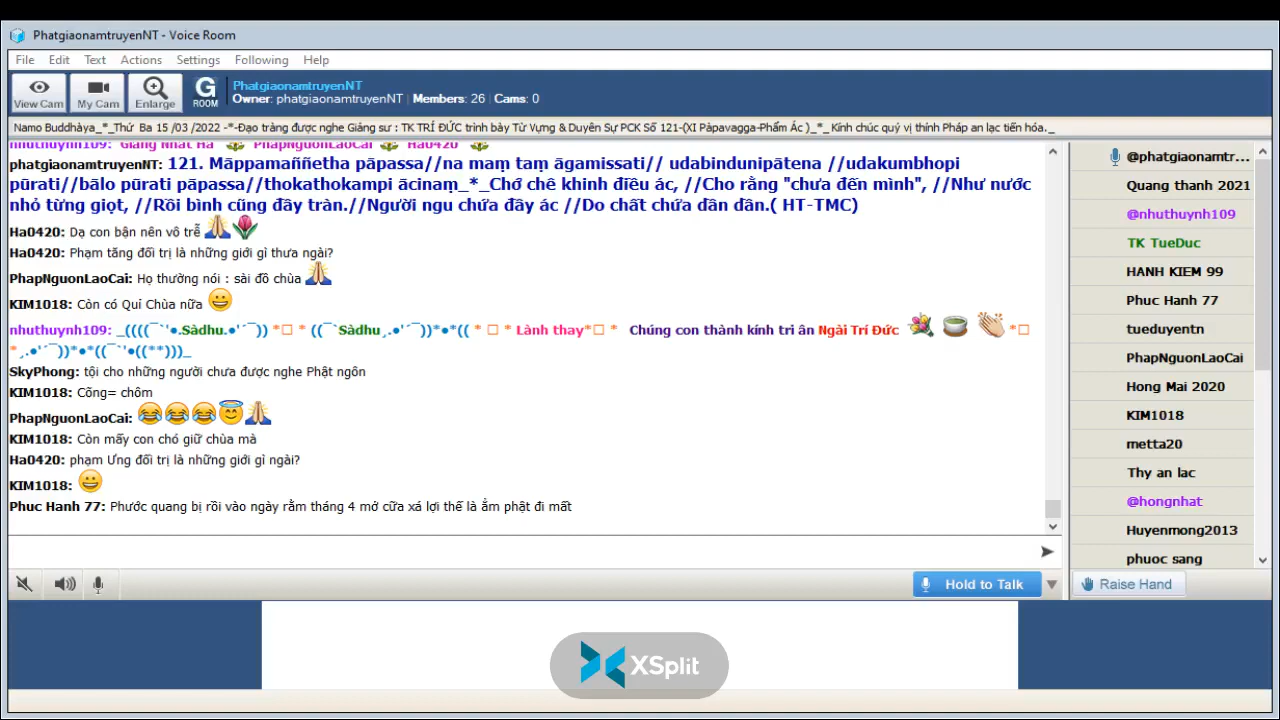 PhatgiaonamtruyenNT - Voice Room
File Edit Text Actions Settings Following Help
View Cam
My Cam
Enlarge
G ROOM
PhatgiaonamtruyenNT
Owner: phatgiaonamtruyenNT | Members: 26 | Cams: 0
Namo Buddhàya_*_Thứ Ba 15 /03 /2022 -*-Đạo tràng được nghe Giảng sư : TK TRÍ ĐỨC trình bày Từ Vựng & Duyên Sự PCK Số 121-(XI Pàpavagga-Phẩm Ác )_*_ Kính chúc quý vị thính Pháp an lạc tiến hóa._
nhuthuynh109: Giang Nhat Ha PhapNguonLaoCai Ha0420
phatgiaonamtruyenNT: 121. Māppamaññetha pāpassa//na maṃ taṃ āgamissati// udabindunipātena //udakumbhopi
pūrati//bālo pūrati pāpassa//thokathokampi ācinaṃ_*_Chớ chê khinh điều ác, //Cho rằng "chưa đến mình", //Như nước
nhỏ từng giọt, //Rồi bình cũng đầy tràn.//Người ngu chứa đầy ác //Do chất chứa dần dần.( HT-TMC)
Ha0420: Dạ con bận nên vô trễ
Ha0420: Phạm tăng đối trị là những giới gì thưa ngài?
PhapNguonLaoCai: Họ thường nói : sài đồ chùa
KIM1018: Còn có Quí Chùa nữa
nhuthuynh109: _((((¯`'●.Sàdhu.●'´¯)) *□ * ((¯`Sàdhu¸.●'´¯))*●*(( * □ * Lành thay*□ * Chúng con thành kính tri ân Ngài Trí Đức *□
*¸.●'´¯))*●*((¯`'●((**)))_
SkyPhong: tội cho những người chưa được nghe Phật ngôn
KIM1018: Cỗng= chôm
PhapNguonLaoCai:
KIM1018: Còn mấy con chó giữ chùa mà
Ha0420: phạm Ưng đối trị là những giới gì ngài?
KIM1018:
Phuc Hanh 77: Phước quang bị rồi vào ngày rằm tháng 4 mở cữa xá lợi thế là ẳm phật đi mất
@phatgiaonamtr...
Quang thanh 2021
@nhuthuynh109
TK TueDuc
HANH KIEM 99
Phuc Hanh 77
tueduyentn
PhapNguonLaoCai
Hong Mai 2020
KIM1018
metta20
Thy an lac
@hongnhat
Huyenmong2013
phuoc sang
Hold to Talk
Raise Hand
XSplit